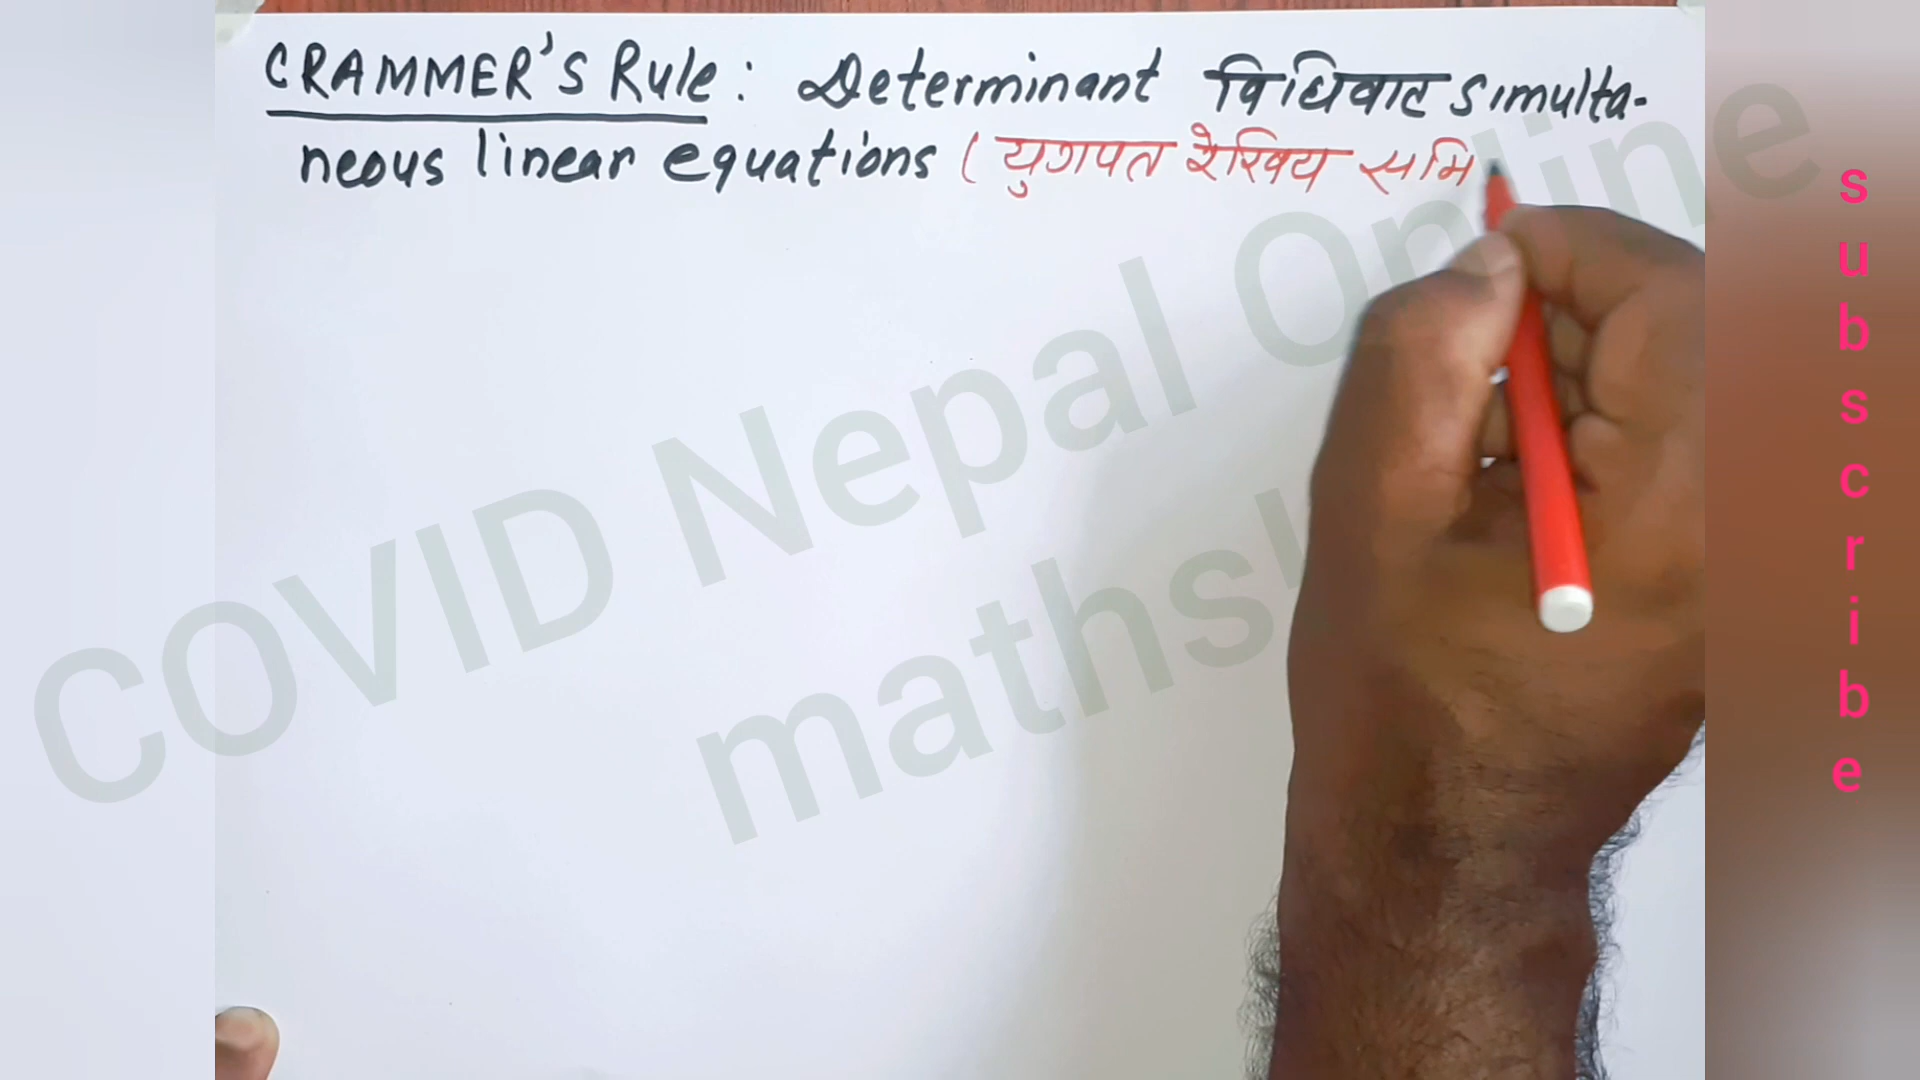 CRAMMER'S Rule: Determinant विधिवाट simulta-
neous linear equations (युगपत रेखिय समि
COVID Nepal Online
maths
subscribe